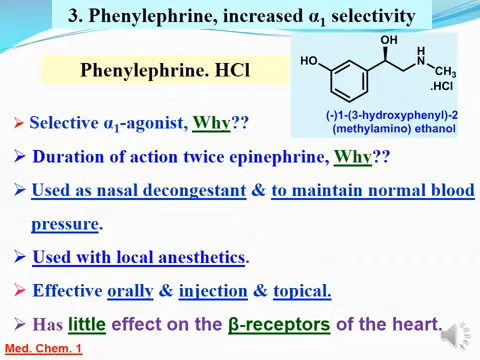 3. Phenylephrine, increased α₁ selectivity
Phenylephrine. HCl
OH
HO
H
N
CH₃
.HCl
(-)1-(3-hydroxyphenyl)-2
(methylamino) ethanol
➢ Selective α₁-agonist, Why??
➢ Duration of action twice epinephrine, Why??
➢ Used as nasal decongestant & to maintain normal blood
pressure.
➢ Used with local anesthetics.
➢ Effective orally & injection & topical.
➢ Has little effect on the β-receptors of the heart.
Med. Chem. 1